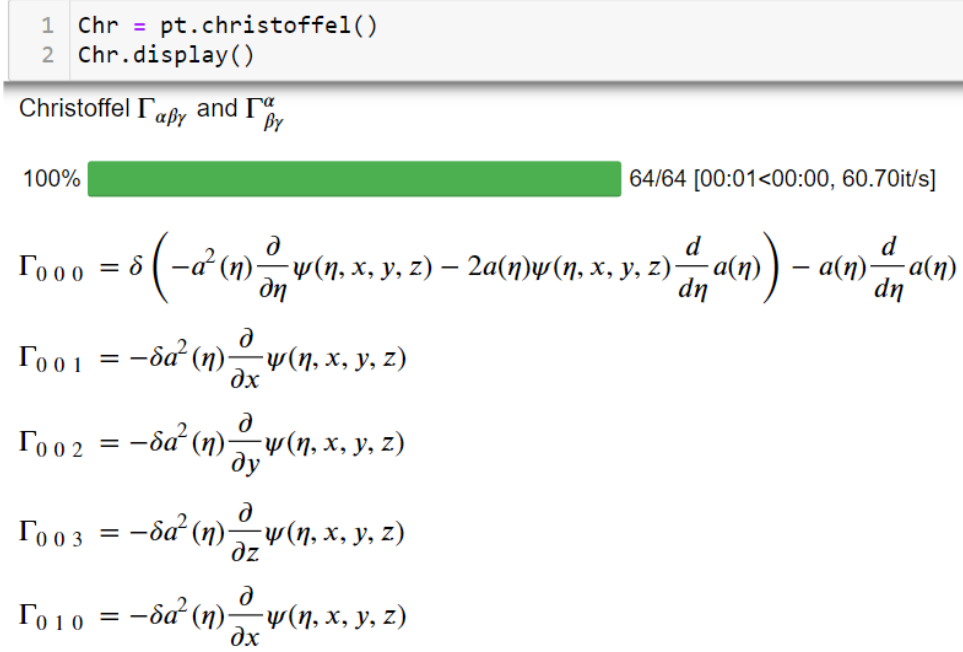 1 Chr = pt.christoffel()
2 Chr.display()
Christoffel Γ_{αβγ} and Γ^{α}_{βγ}
100% 64/64 [00:01<00:00, 60.70it/s]
Γ_{0 0 0} = δ ( −a²(η) ∂/∂η ψ(η, x, y, z) − 2a(η)ψ(η, x, y, z) d/dη a(η) ) − a(η) d/dη a(η)
Γ_{0 0 1} = −δa²(η) ∂/∂x ψ(η, x, y, z)
Γ_{0 0 2} = −δa²(η) ∂/∂y ψ(η, x, y, z)
Γ_{0 0 3} = −δa²(η) ∂/∂z ψ(η, x, y, z)
Γ_{0 1 0} = −δa²(η) ∂/∂x ψ(η, x, y, z)